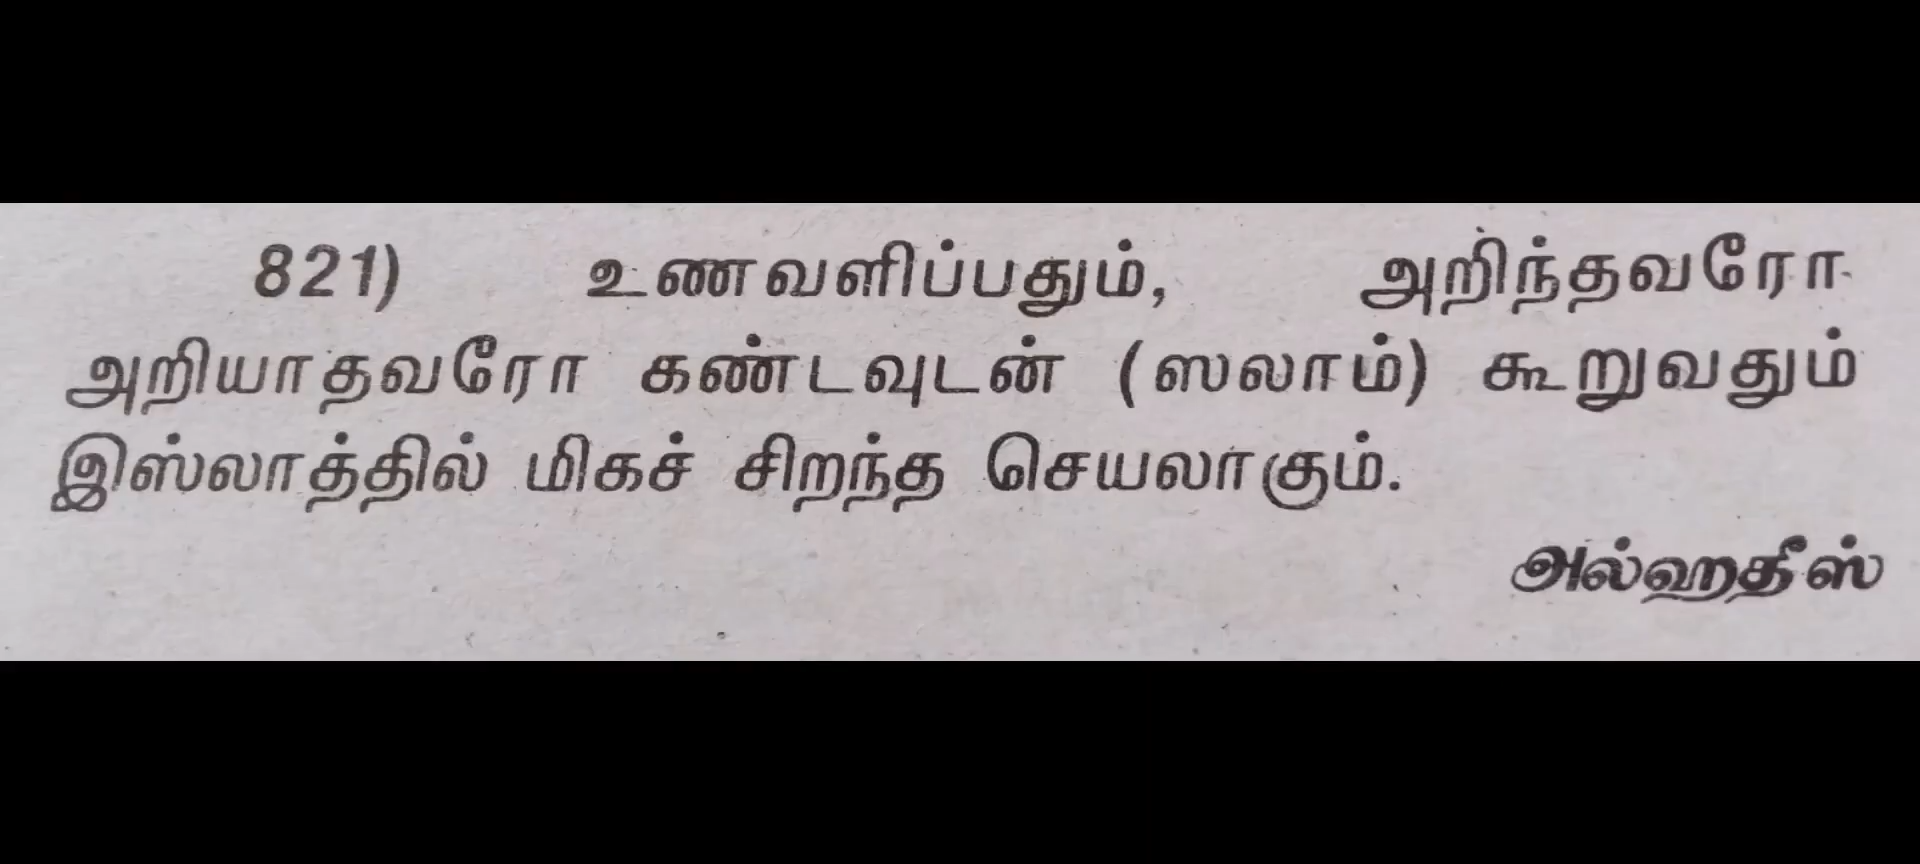 821) உணவளிப்பதும், அறிந்தவரோ
அறியாதவரோ கண்டவுடன் (ஸலாம்) கூறுவதும்
இஸ்லாத்தில் மிகச் சிறந்த செயலாகும்.
அல்ஹதீஸ்